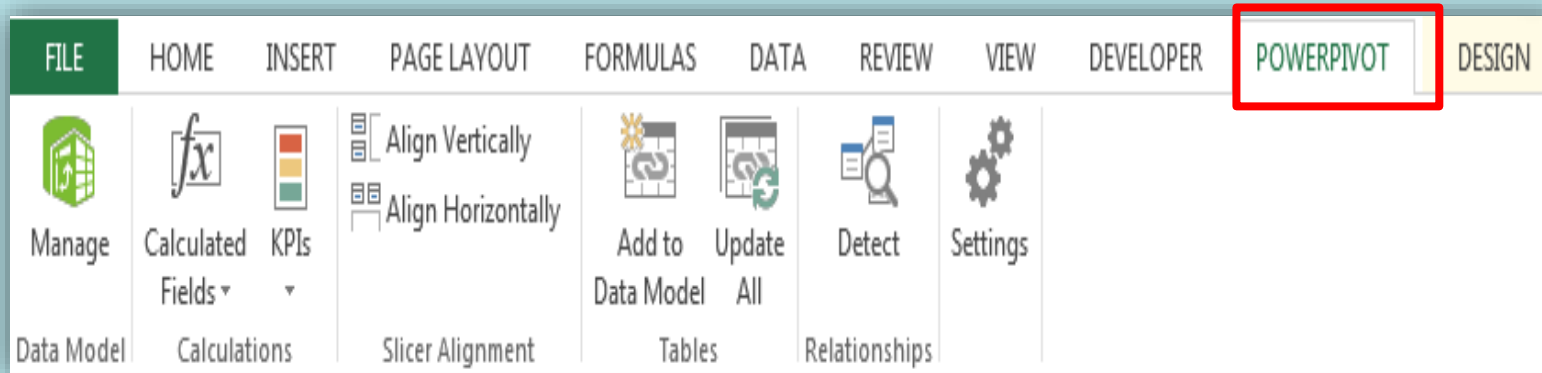 FILE HOME INSERT PAGE LAYOUT FORMULAS DATA REVIEW VIEW DEVELOPER POWERPIVOT DESIGN
Manage
Calculated
Fields
KPIs
Align Vertically
Align Horizontally
Add to
Data Model
Update
All
Detect
Settings
Data Model Calculations Slicer Alignment Tables Relationships